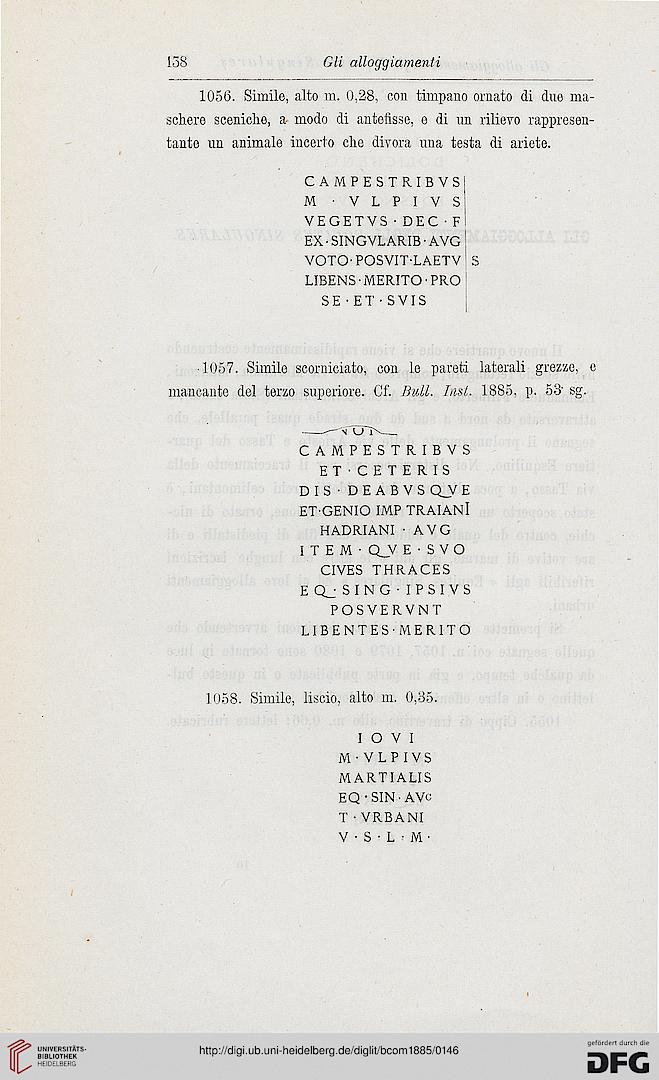 138 Gli alloggiamenti
1056. Simile, alto m. 0,28, con timpano ornato di due ma-
schere sceniche, a modo di antefisse, e di un rilievo rappresen-
tante un animale incerto che divora una testa di ariete.
CAMPESTRIBVS
M · VLPIVS
VEGETVS · DEC · F
EX · SINGVLARIB · AVG
VOTO · POSVIT · LAETV S
LIBENS · MERITO · PRO
SE · ET · SVIS
1057. Simile scorniciato, con le pareti laterali grezze, e
mancante del terzo superiore. Cf. Bull. Inst. 1885, p. 53 sg.
CAMPESTRIBVS
ET · CETERIS
DIS · DEABVSQVE
ET · GENIO IMP TRAIANI
HADRIANI · AVG
ITEM · QVE · SVO
CIVES THRACES
EQ · SING · IPSIVS
POSVERVNT
LIBENTES · MERITO
1058. Simile, liscio, alto m. 0,35.
IOVI
M · VLPIVS
MARTIALIS
EQ · SIN · AVC
T · VRBANI
V · S · L · M ·
UNIVERSITÄTS-
BIBLIOTHEK
HEIDELBERG
http://digi.ub.uni-heidelberg.de/diglit/bcom1885/0146
gefördert durch die
DFG